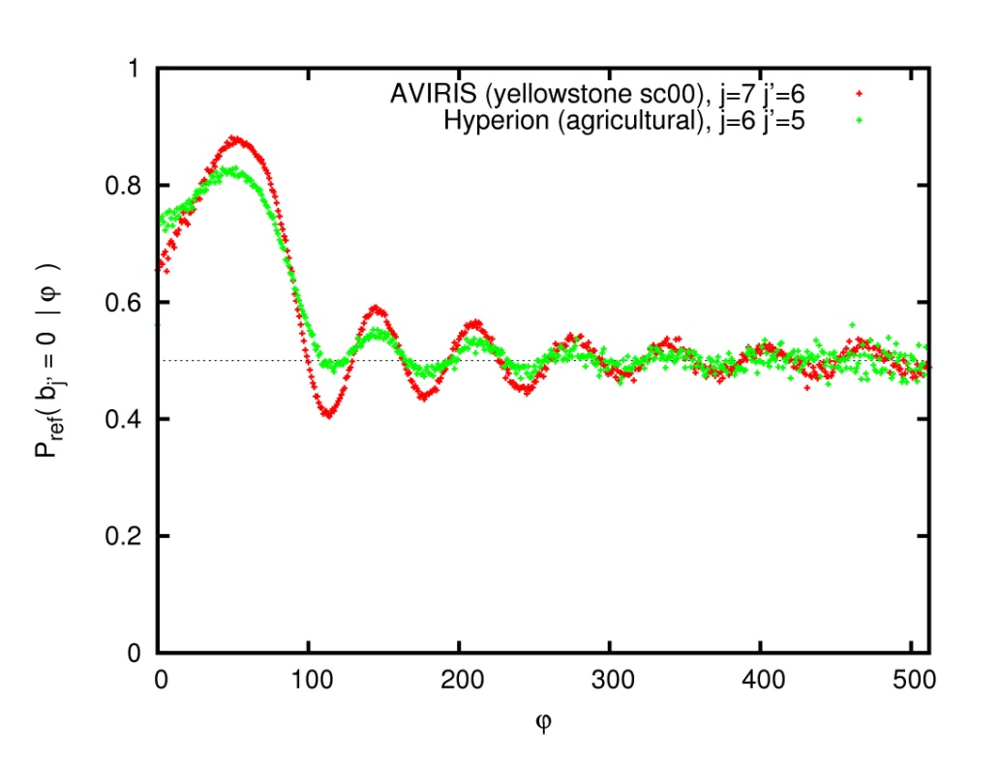 AVIRIS (yellowstone sc00), j=7 j'=6
Hyperion (agricultural), j=6 j'=5
1
0.8
0.6
0.4
0.2
0
P_ref( b_j' = 0 | φ )
0 100 200 300 400 500
φ